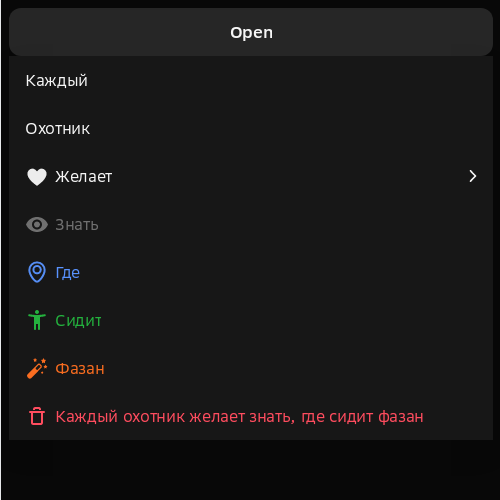 Open
Каждый
Охотник
Желает
Знать
Где
Сидит
Фазан
Каждый охотник желает знать, где сидит фазан